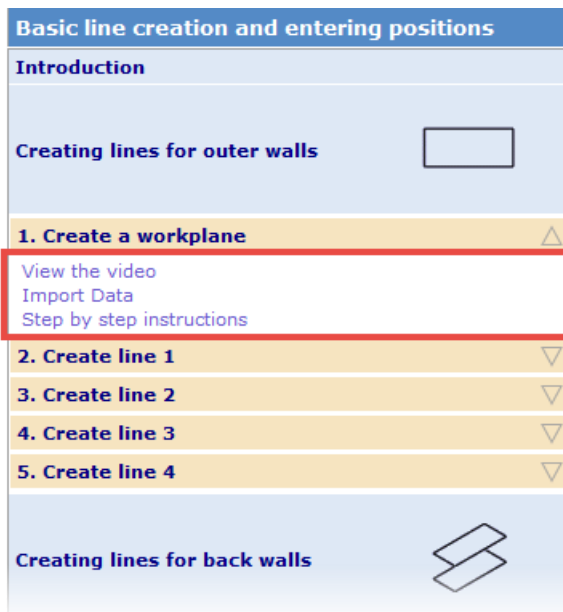 Basic line creation and entering positions
Introduction
Creating lines for outer walls
1. Create a workplane
View the video
Import Data
Step by step instructions
2. Create line 1
3. Create line 2
4. Create line 3
5. Create line 4
Creating lines for back walls